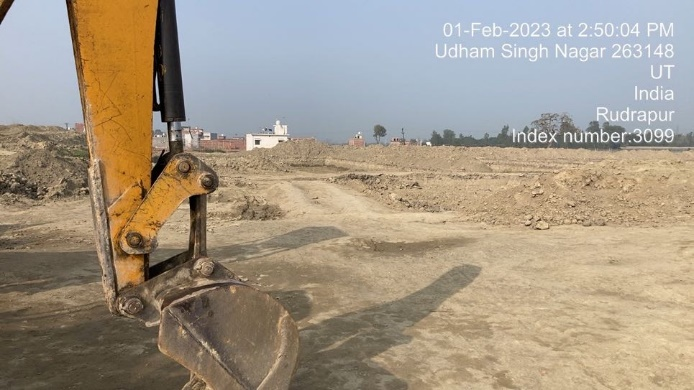 01-Feb-2023 at 2:50:04 PM
Udham Singh Nagar 263148
UT
India
Rudrapur
Index number:3099